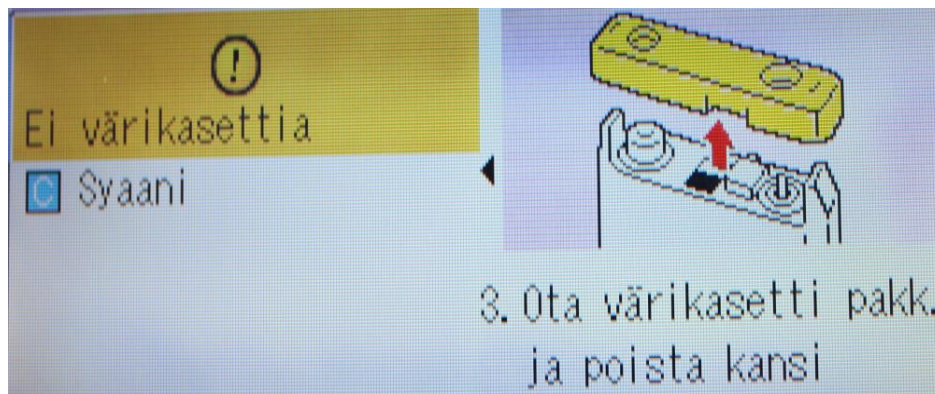 Ei värikasettia
C Syaani
3. Ota värikasetti pakk.
ja poista kansi